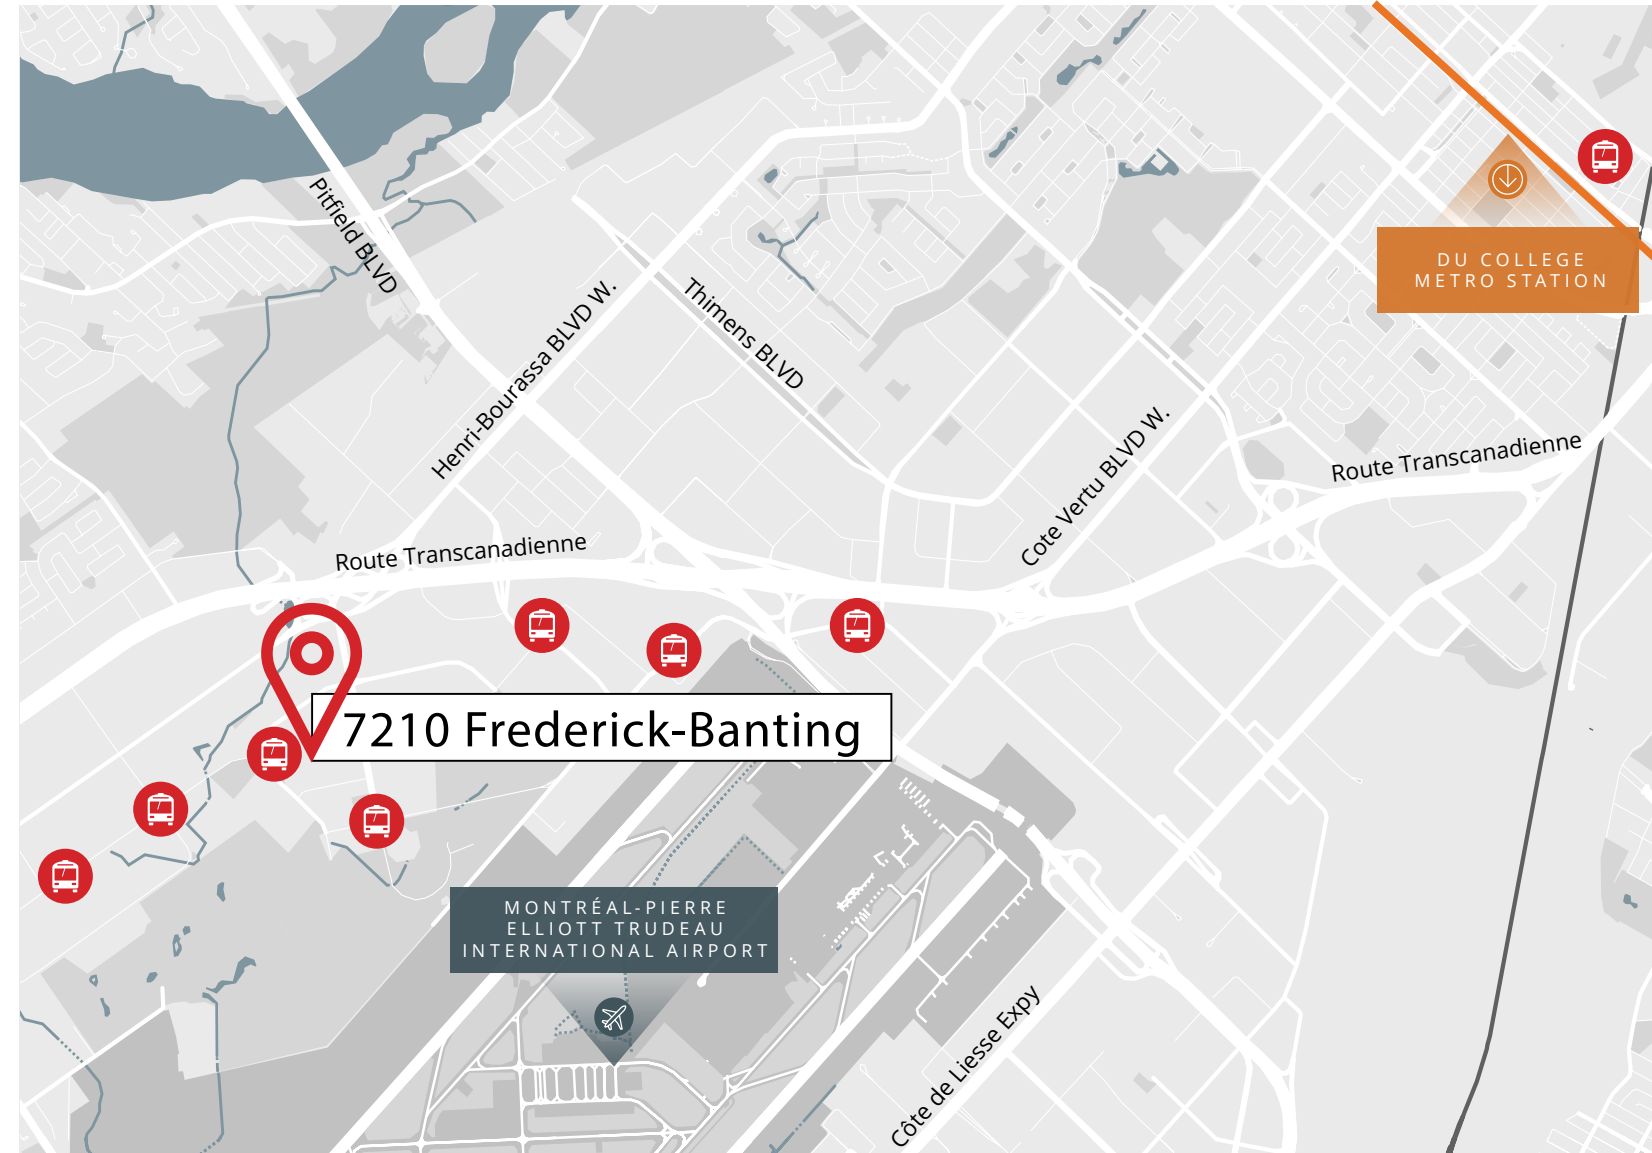 Pitfield BLVD
DU COLLEGE
METRO STATION
Henri-Bourassa BLVD W.
Thimens BLVD
Cote Vertu BLVD W.
Route Transcanadienne
Route Transcanadienne
7210 Frederick-Banting
MONTRÉAL-PIERRE
ELLIOTT TRUDEAU
INTERNATIONAL AIRPORT
Côte de Liesse Expy